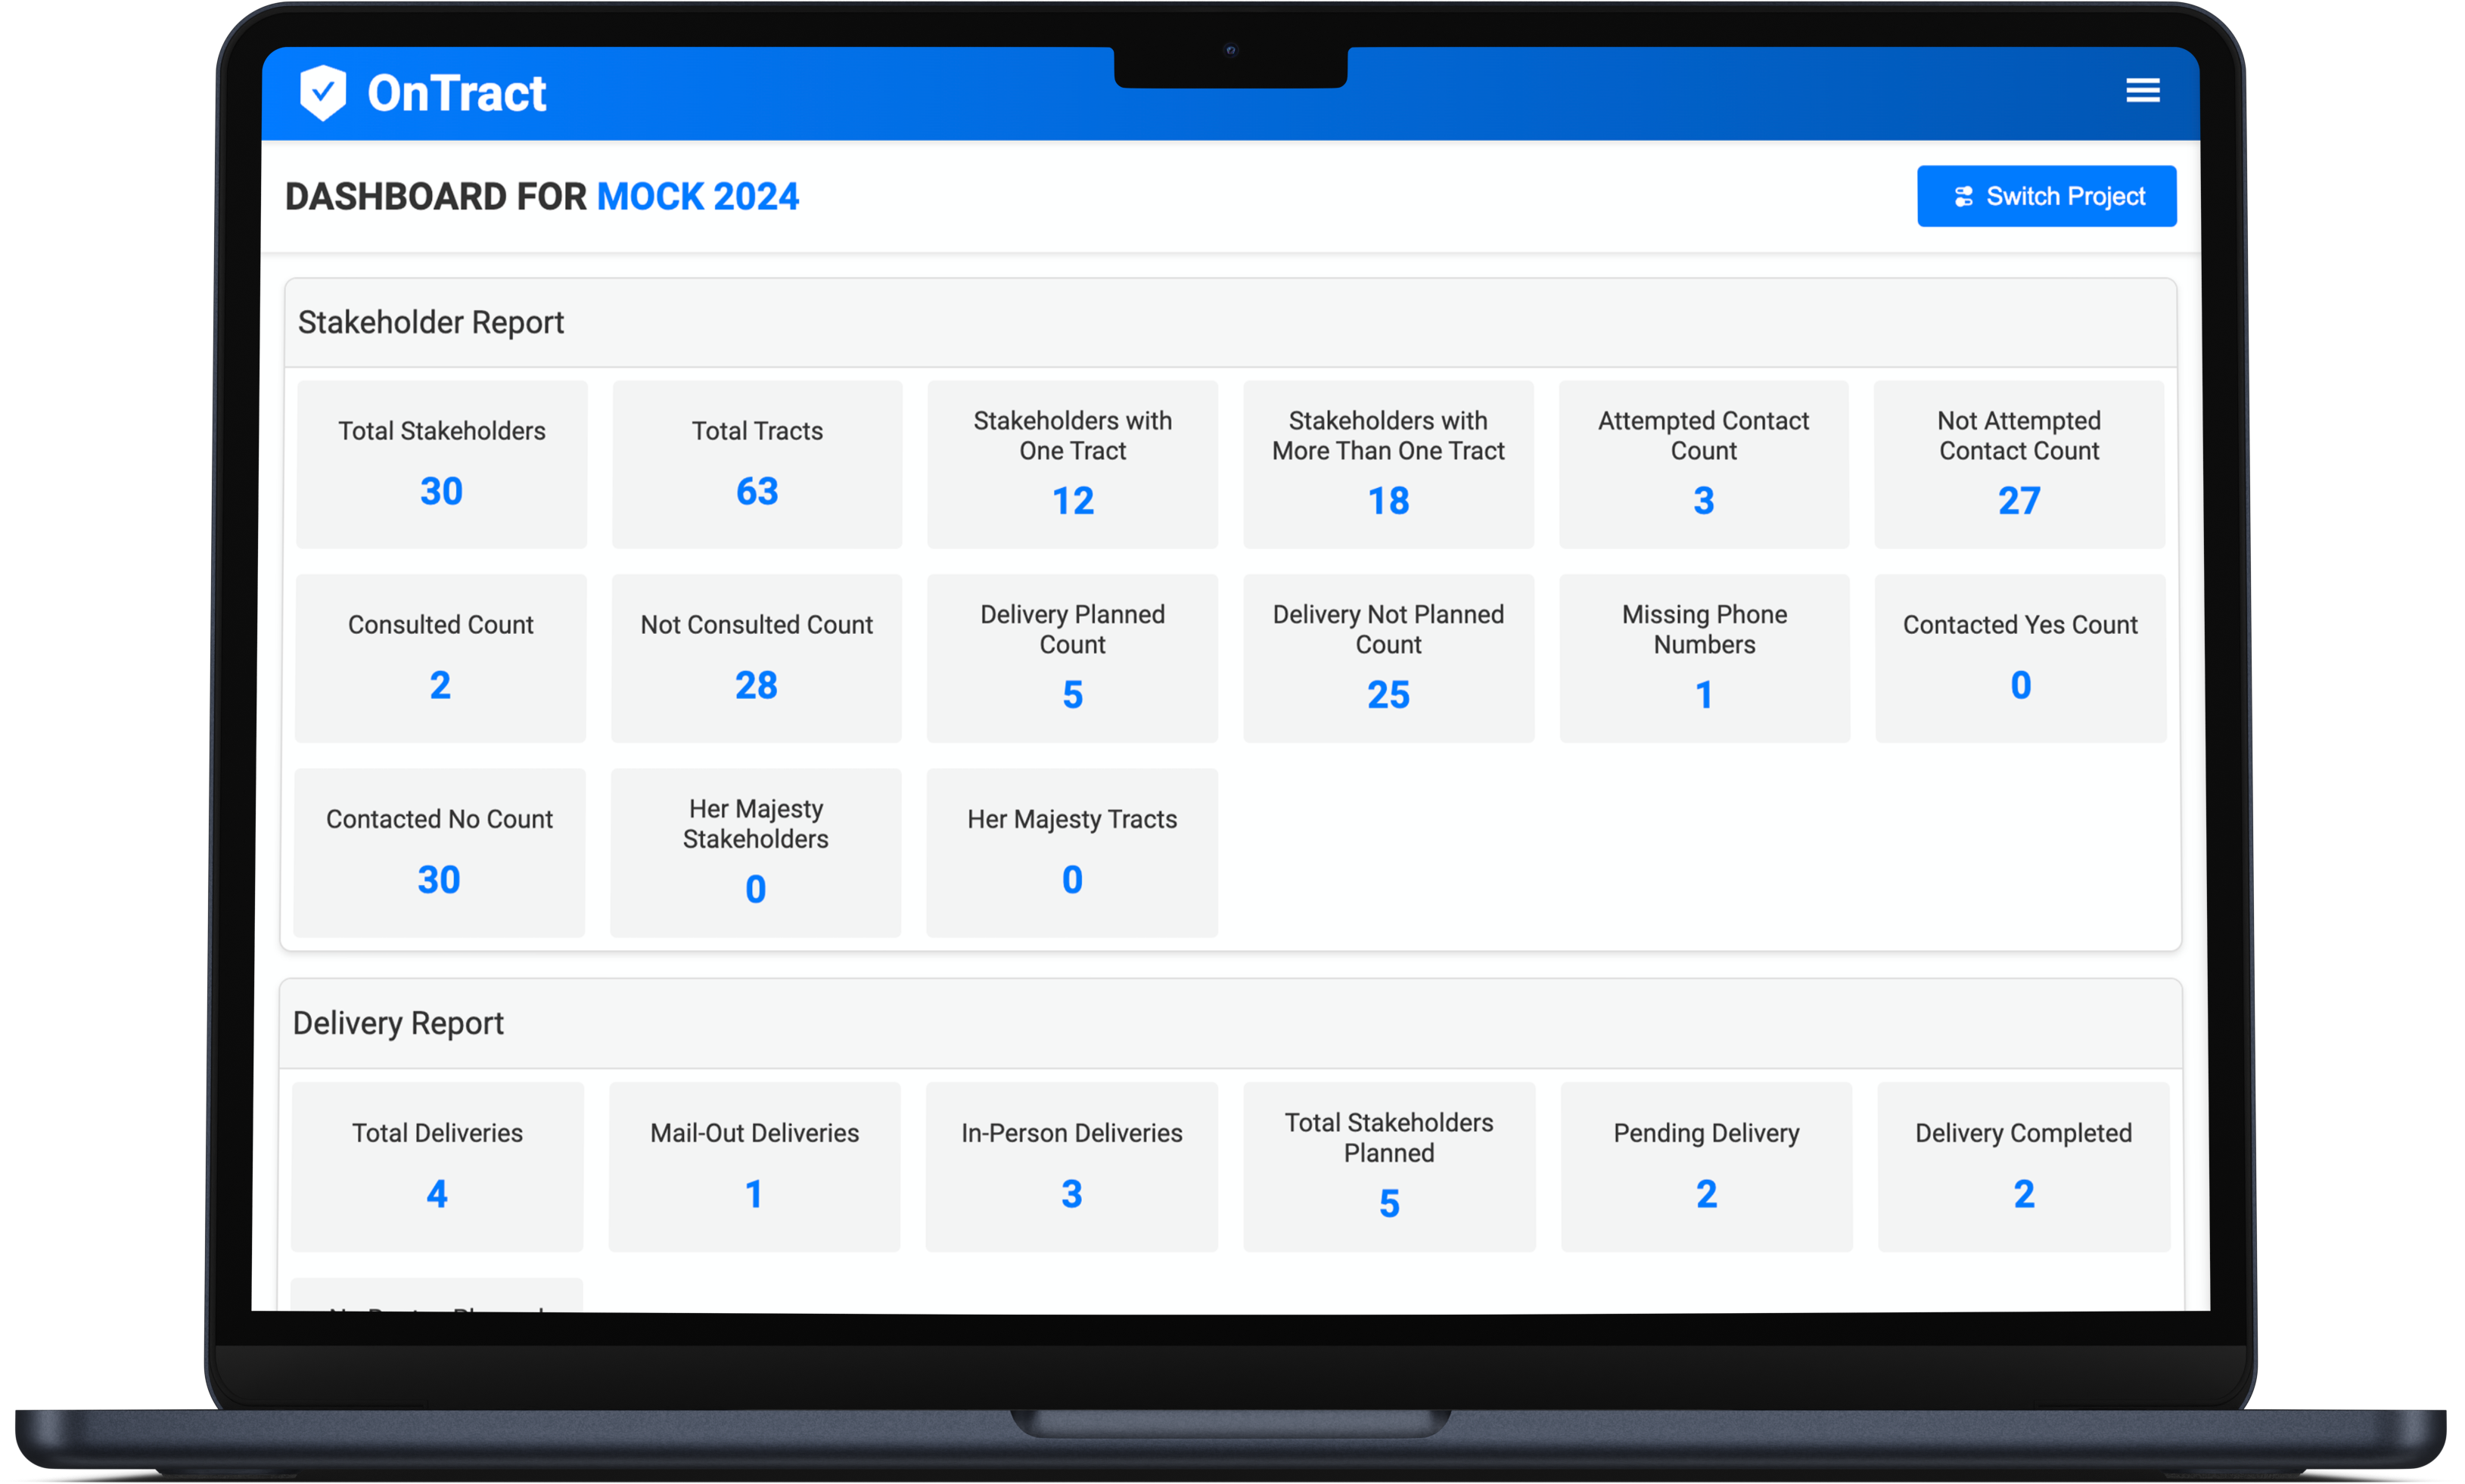 OnTract
DASHBOARD FOR MOCK 2024
Switch Project
Stakeholder Report
Total Stakeholders
30
Total Tracts
63
Stakeholders with
One Tract
12
Stakeholders with
More Than One Tract
18
Attempted Contact
Count
3
Not Attempted
Contact Count
27
Consulted Count
2
Not Consulted Count
28
Delivery Planned
Count
5
Delivery Not Planned
Count
25
Missing Phone
Numbers
1
Contacted Yes Count
0
Contacted No Count
30
Her Majesty
Stakeholders
0
Her Majesty Tracts
0
Delivery Report
Total Deliveries
4
Mail-Out Deliveries
1
In-Person Deliveries
3
Total Stakeholders
Planned
5
Pending Delivery
2
Delivery Completed
2